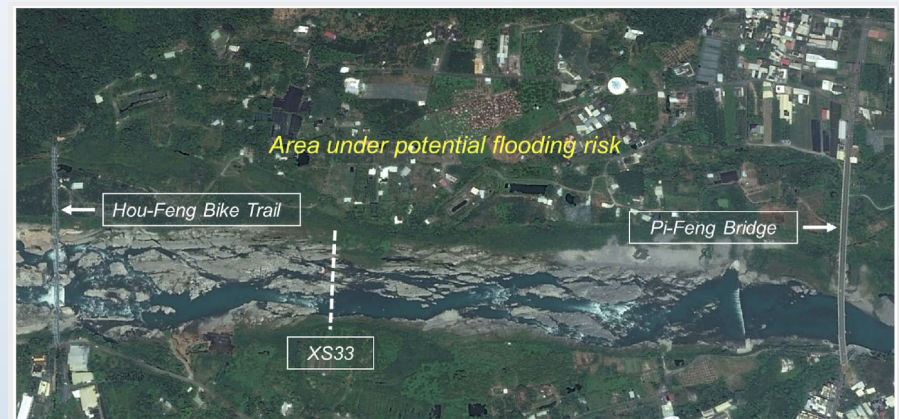 Area under potential flooding risk
Hou-Feng Bike Trail
Pi-Feng Bridge
XS33